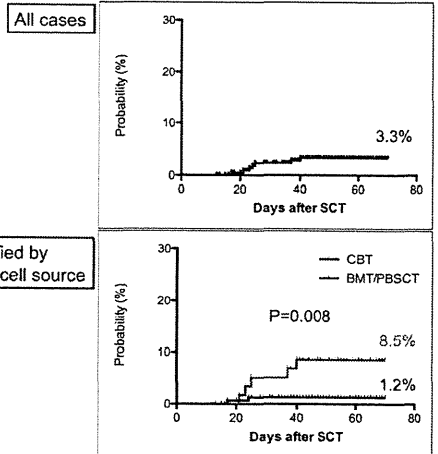 All cases
30
20
10
0
Probability (%)
3.3%
0 20 40 60 80
Days after SCT
fied by
cell source
30
20
10
0
Probability (%)
CBT
BMT/PBSCT
P=0.008
8.5%
1.2%
0 20 40 60 80
Days after SCT